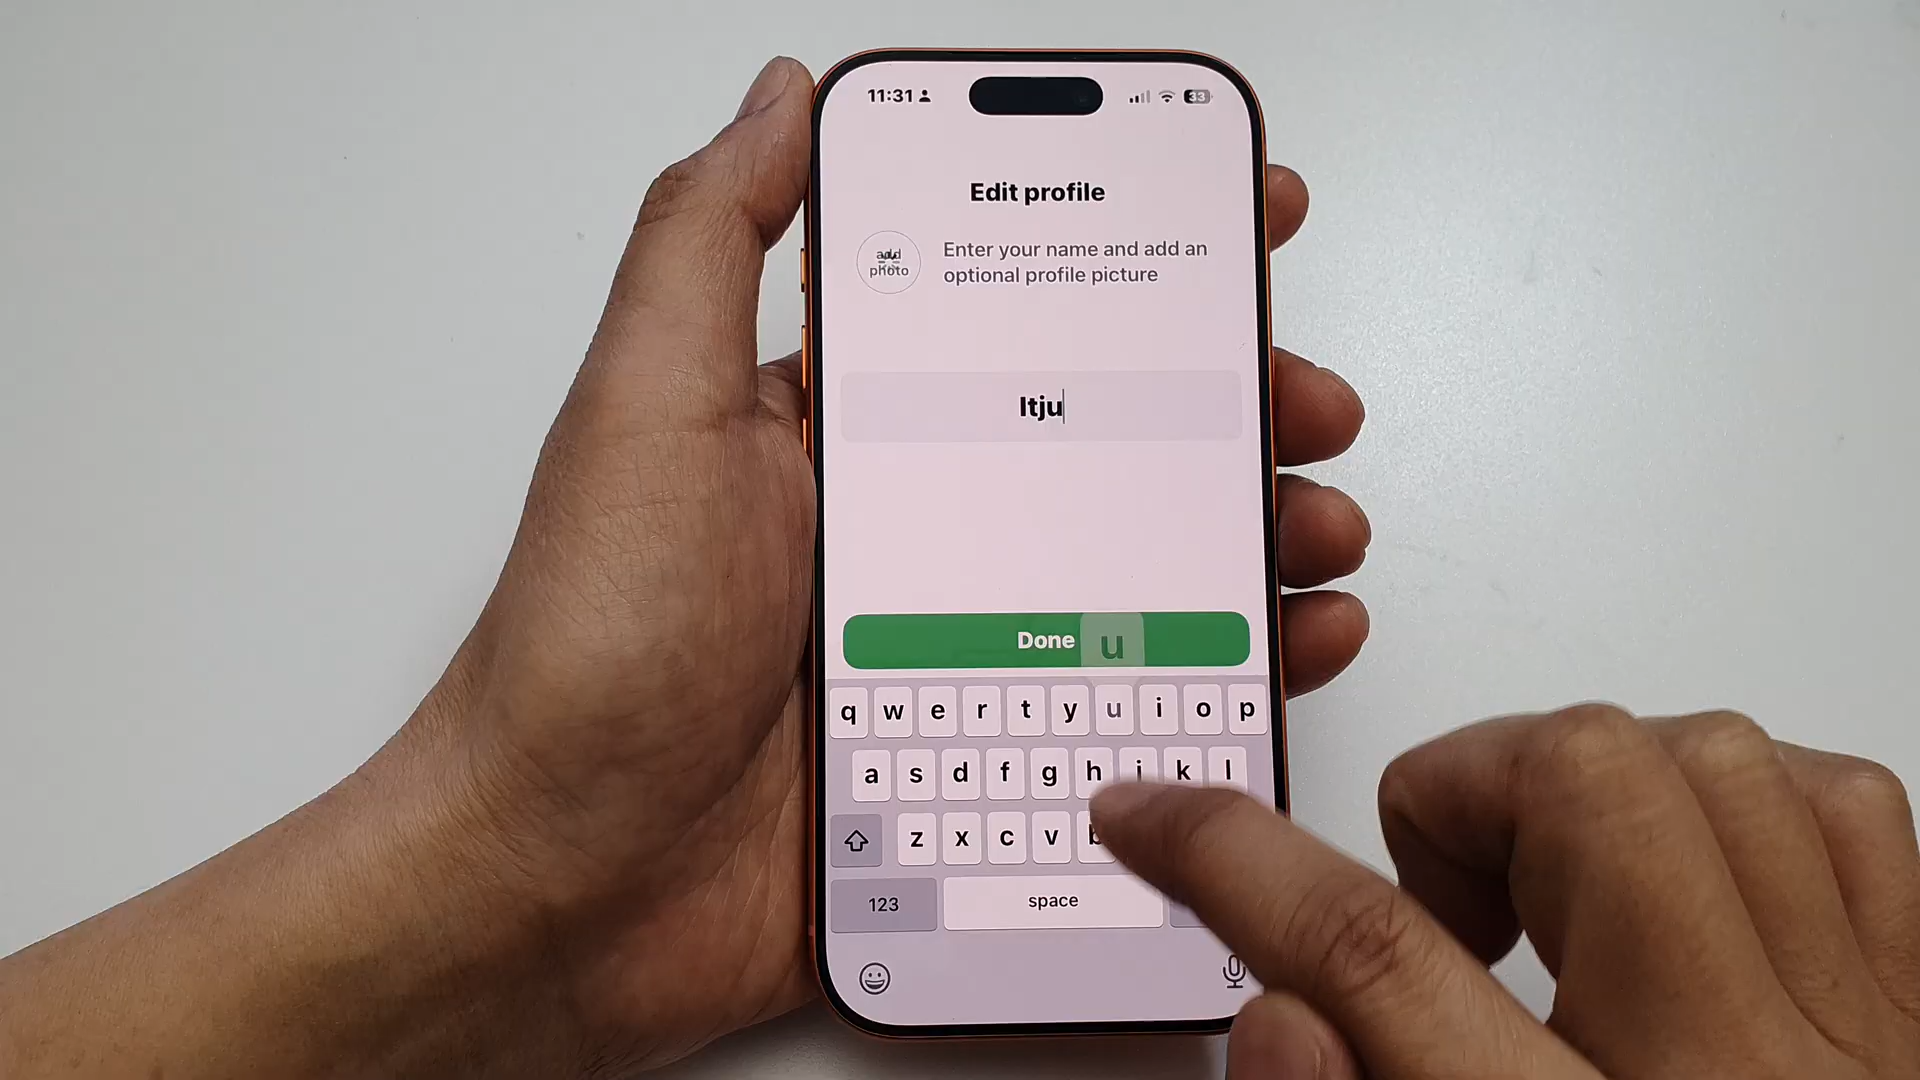 11:31
33
Edit profile
add
photo
Enter your name and add an
optional profile picture
Itju
Done
u
q w e r t y u i o p
a s d f g h j k l
z x c v b
123
space